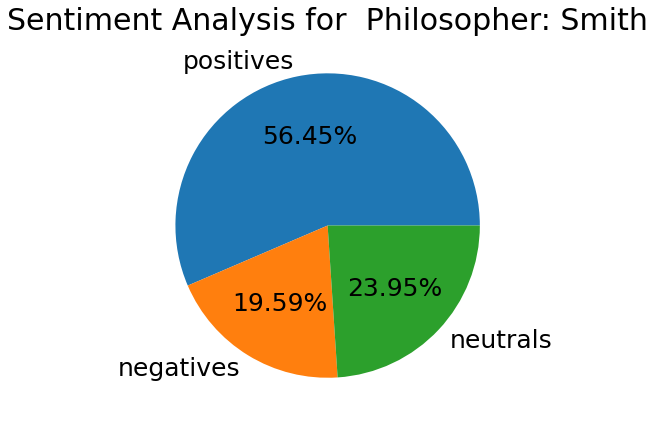 Sentiment Analysis for  Philosopher: Smith
positives
56.45%
19.59%
23.95%
neutrals
negatives